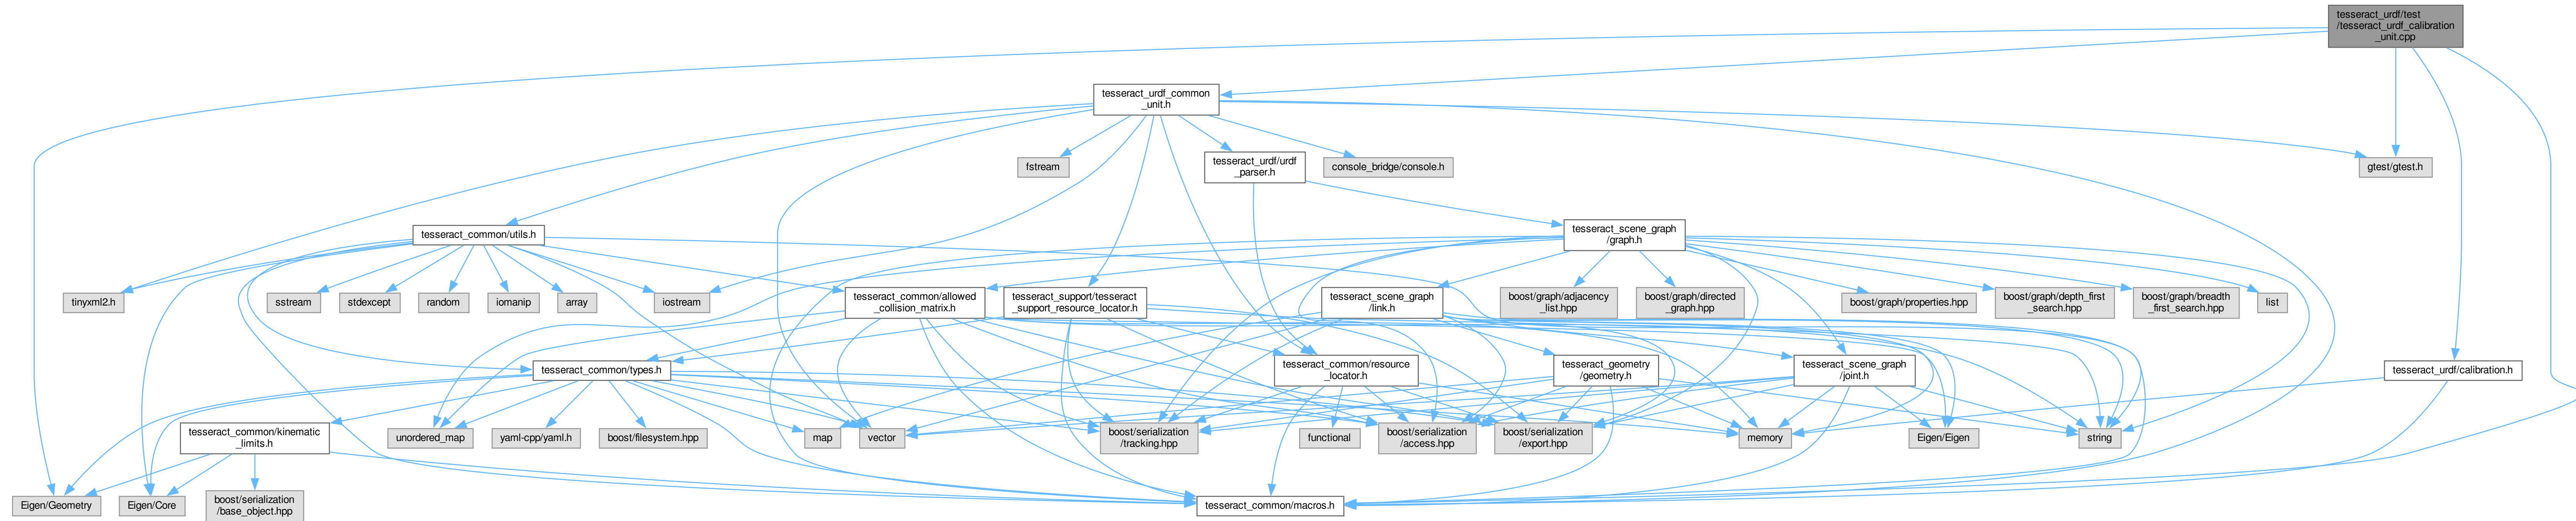 tesseract_urdf/test
/tesseract_urdf_calibration
_unit.cpp
tesseract_urdf_common
_unit.h
fstream
tesseract_urdf/urdf
_parser.h
console_bridge/console.h
gtest/gtest.h
tesseract_common/utils.h
tesseract_scene_graph
/graph.h
tinyxml2.h
sstream
stdexcept
random
iomanip
array
iostream
tesseract_common/allowed
_collision_matrix.h
tesseract_support/tesseract
_support_resource_locator.h
tesseract_scene_graph
/link.h
boost/graph/adjacency
_list.hpp
boost/graph/directed
_graph.hpp
boost/graph/properties.hpp
boost/graph/depth_first
_search.hpp
boost/graph/breadth
_first_search.hpp
list
tesseract_common/types.h
tesseract_common/resource
_locator.h
tesseract_geometry
/geometry.h
tesseract_scene_graph
/joint.h
tesseract_urdf/calibration.h
tesseract_common/kinematic
_limits.h
unordered_map
yaml-cpp/yaml.h
boost/filesystem.hpp
map
vector
boost/serialization
/tracking.hpp
functional
boost/serialization
/access.hpp
boost/serialization
/export.hpp
memory
Eigen/Eigen
string
Eigen/Geometry
Eigen/Core
boost/serialization
/base_object.hpp
tesseract_common/macros.h